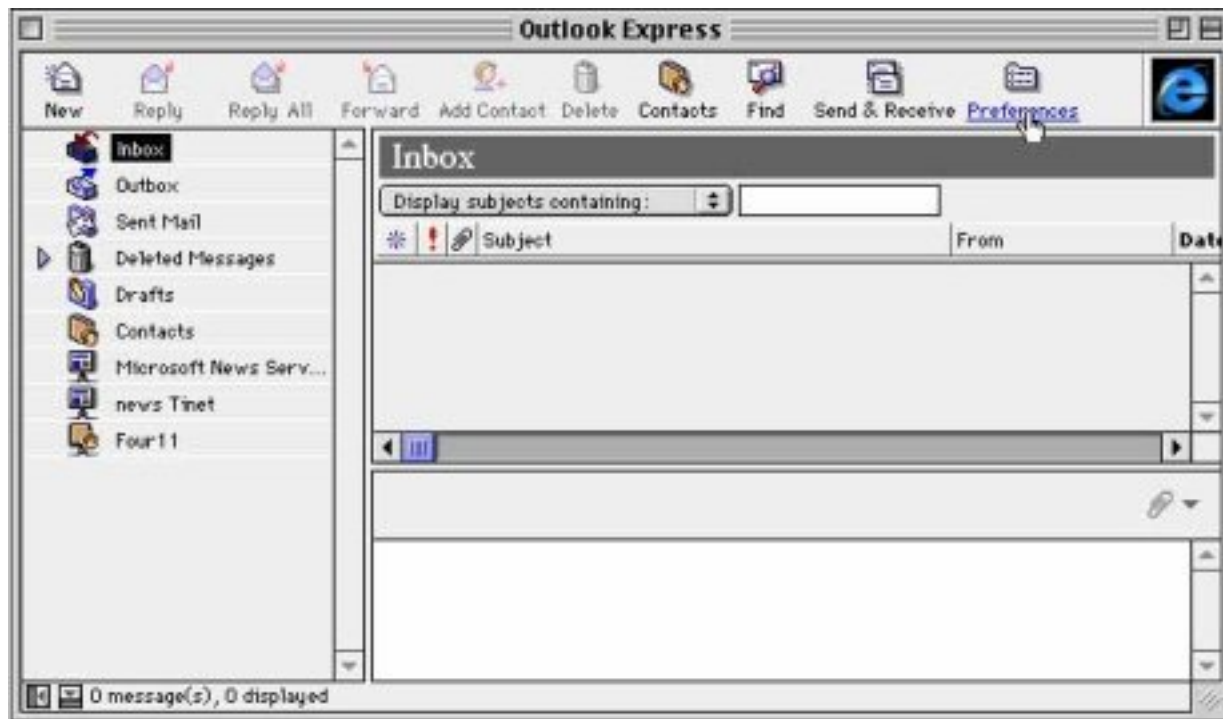 Outlook Express
New Reply Reply All Forward Add Contact Delete Contacts Find Send & Receive Preferences
Inbox
Outbox
Sent Mail
Deleted Messages
Drafts
Contacts
Microsoft News Serv...
news Tinet
Four11
Inbox
Display subjects containing:
Subject From Date
0 message(s), 0 displayed